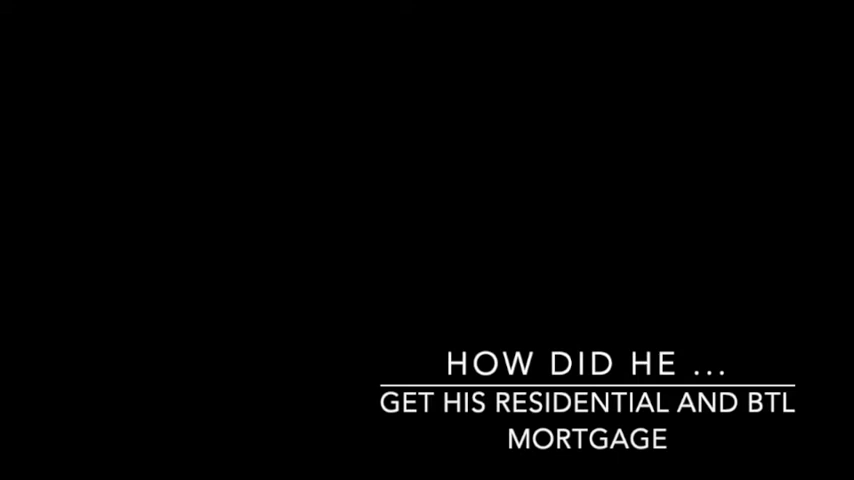 HOW DID HE ...
GET HIS RESIDENTIAL AND BTL
MORTGAGE